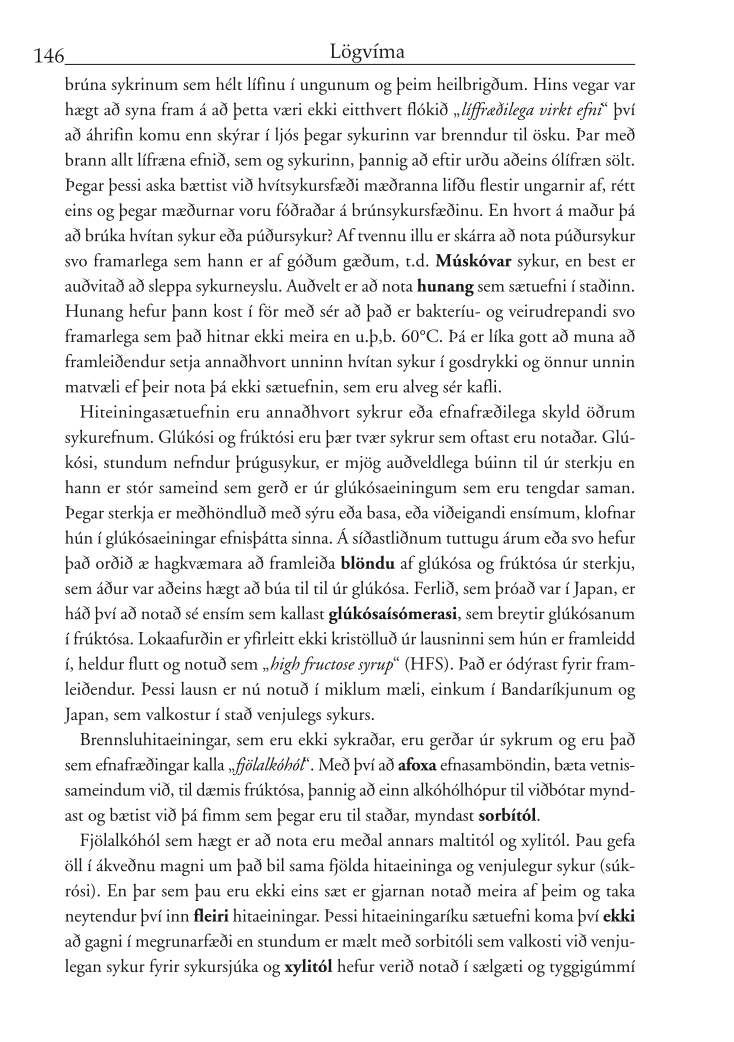 146
Lögvíma
brúna sykrinum sem hélt lífinu í ungunum og þeim heilbrigðum. Hins vegar var
hægt að syna fram á að þetta væri ekki eitthvert flókið „líffræðilega virkt efni“ því
að áhrifin komu enn skýrar í ljós þegar sykurinn var brenndur til ösku. Þar með
brann allt lífræna efnið, sem og sykurinn, þannig að eftir urðu aðeins ólífræn sölt.
Þegar þessi aska bættist við hvítsykursfæði mæðranna lifðu flestir ungarnir af, rétt
eins og þegar mæðurnar voru fóðraðar á brúnsykursfæðinu. En hvort á maður þá
að brúka hvítan sykur eða púðursykur? Af tvennu illu er skárra að nota púðursykur
svo framarlega sem hann er af góðum gæðum, t.d. Múskóvar sykur, en best er
auðvitað að sleppa sykurneyslu. Auðvelt er að nota hunang sem sætuefni í staðinn.
Hunang hefur þann kost í för með sér að það er bakteríu- og veirudrepandi svo
framarlega sem það hitnar ekki meira en u.þ,b. 60°C. Þá er líka gott að muna að
framleiðendur setja annaðhvort unninn hvítan sykur í gosdrykki og önnur unnin
matvæli ef þeir nota þá ekki sætuefnin, sem eru alveg sér kafli.
Hiteiningasætuefnin eru annaðhvort sykrur eða efnafræðilega skyld öðrum
sykurefnum. Glúkósi og frúktósi eru þær tvær sykrur sem oftast eru notaðar. Glú-
kósi, stundum nefndur þrúgusykur, er mjög auðveldlega búinn til úr sterkju en
hann er stór sameind sem gerð er úr glúkósaeiningum sem eru tengdar saman.
Þegar sterkja er meðhöndluð með sýru eða basa, eða viðeigandi ensímum, klofnar
hún í glúkósaeiningar efnisþátta sinna. Á síðastliðnum tuttugu árum eða svo hefur
það orðið æ hagkvæmara að framleiða blöndu af glúkósa og frúktósa úr sterkju,
sem áður var aðeins hægt að búa til til úr glúkósa. Ferlið, sem þróað var í Japan, er
háð því að notað sé ensím sem kallast glúkósaísómerasi, sem breytir glúkósanum
í frúktósa. Lokaafurðin er yfirleitt ekki kristölluð úr lausninni sem hún er framleidd
í, heldur flutt og notuð sem „high fructose syrup“ (HFS). Það er ódýrast fyrir fram-
leiðendur. Þessi lausn er nú notuð í miklum mæli, einkum í Bandaríkjunum og
Japan, sem valkostur í stað venjulegs sykurs.
Brennsluhitaeiningar, sem eru ekki sykraðar, eru gerðar úr sykrum og eru það
sem efnafræðingar kalla „fjölalkóhól“. Með því að afoxa efnasamböndin, bæta vetnis-
sameindum við, til dæmis frúktósa, þannig að einn alkóhólhópur til viðbótar mynd-
ast og bætist við þá fimm sem þegar eru til staðar, myndast sorbítól.
Fjölalkóhól sem hægt er að nota eru meðal annars maltitól og xylitól. Þau gefa
öll í ákveðnu magni um það bil sama fjölda hitaeininga og venjulegur sykur (súk-
rósi). En þar sem þau eru ekki eins sæt er gjarnan notað meira af þeim og taka
neytendur því inn fleiri hitaeiningar. Þessi hitaeiningaríku sætuefni koma því ekki
að gagni í megrunarfæði en stundum er mælt með sorbitóli sem valkosti við venju-
legan sykur fyrir sykursjúka og xylitól hefur verið notað í sælgæti og tyggigúmmí